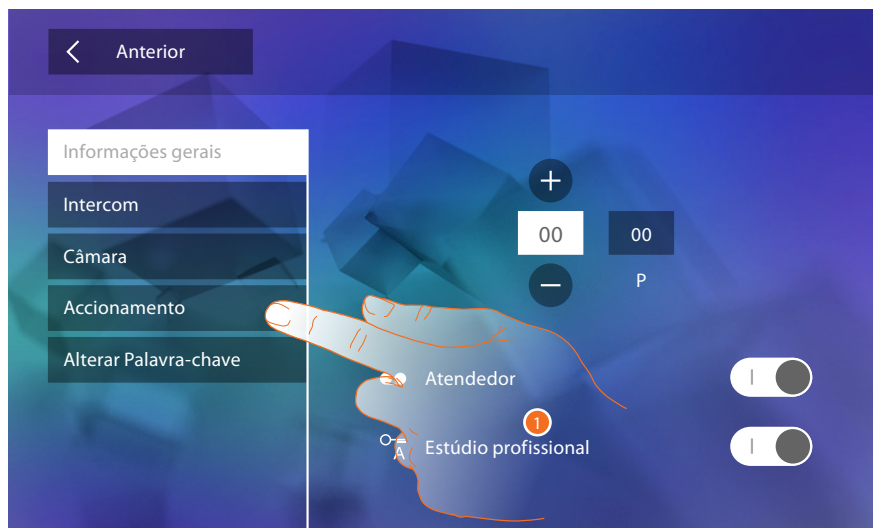 Anterior
Informações gerais
Intercom
Câmara
Accionamento
Alterar Palavra-chave
+
00 00
− P
Atendedor
1
A Estúdio profissional